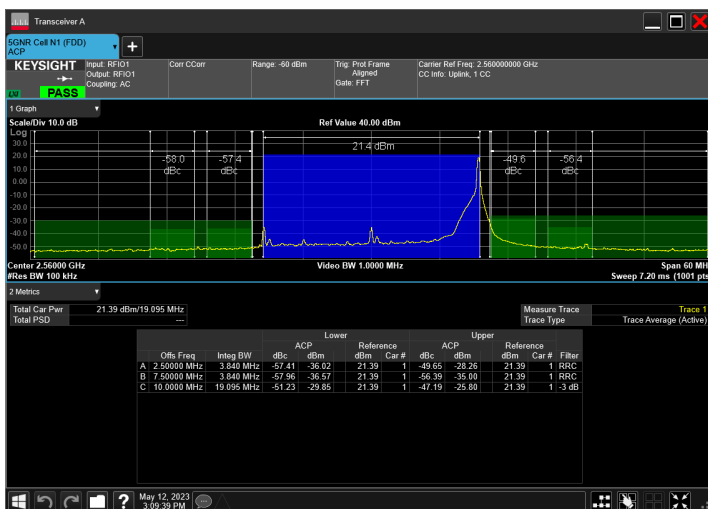 Transceiver A
5GNR Cell N1 (FDD)
ACP
KEYSIGHT
PASS
Input: RFIO1
Output: RFIO1
Coupling: AC
Corr CCorr
Range: -60 dBm
Trig: Prot Frame
Aligned
Gate: FFT
Carrier Ref Freq: 2.560000000 GHz
CC Info: Uplink, 1 CC
1 Graph
Scale/Div 10.0 dB
Ref Value 40.00 dBm
Log
30.0
20.0
10.0
0.00
-10.0
-20.0
-30.0
-40.0
-50.0
-58.0 dBc
-57.4 dBc
21.4 dBm
-49.6 dBc
-56.4 dBc
Center 2.56000 GHz
Video BW 1.0000 MHz
Span 60 MH
#Res BW 100 kHz
Sweep 7.20 ms (1001 pts
2 Metrics
Total Car Pwr 21.39 dBm/19.095 MHz
Total PSD ---
Measure Trace Trace 1
Trace Type Trace Average (Active)
Lower Upper
ACP Reference ACP Reference
Offs Freq Integ BW dBc dBm dBm Car # dBc dBm dBm Car # Filter
A 2.50000 MHz 3.840 MHz -57.41 -36.02 21.39 1 -49.65 -28.26 21.39 1 RRC
B 7.50000 MHz 3.840 MHz -57.96 -36.57 21.39 1 -56.39 -35.00 21.39 1 RRC
C 10.0000 MHz 19.095 MHz -51.23 -29.85 21.39 1 -47.19 -25.80 21.39 1 -3 dB
May 12, 2023
3:09:39 PM